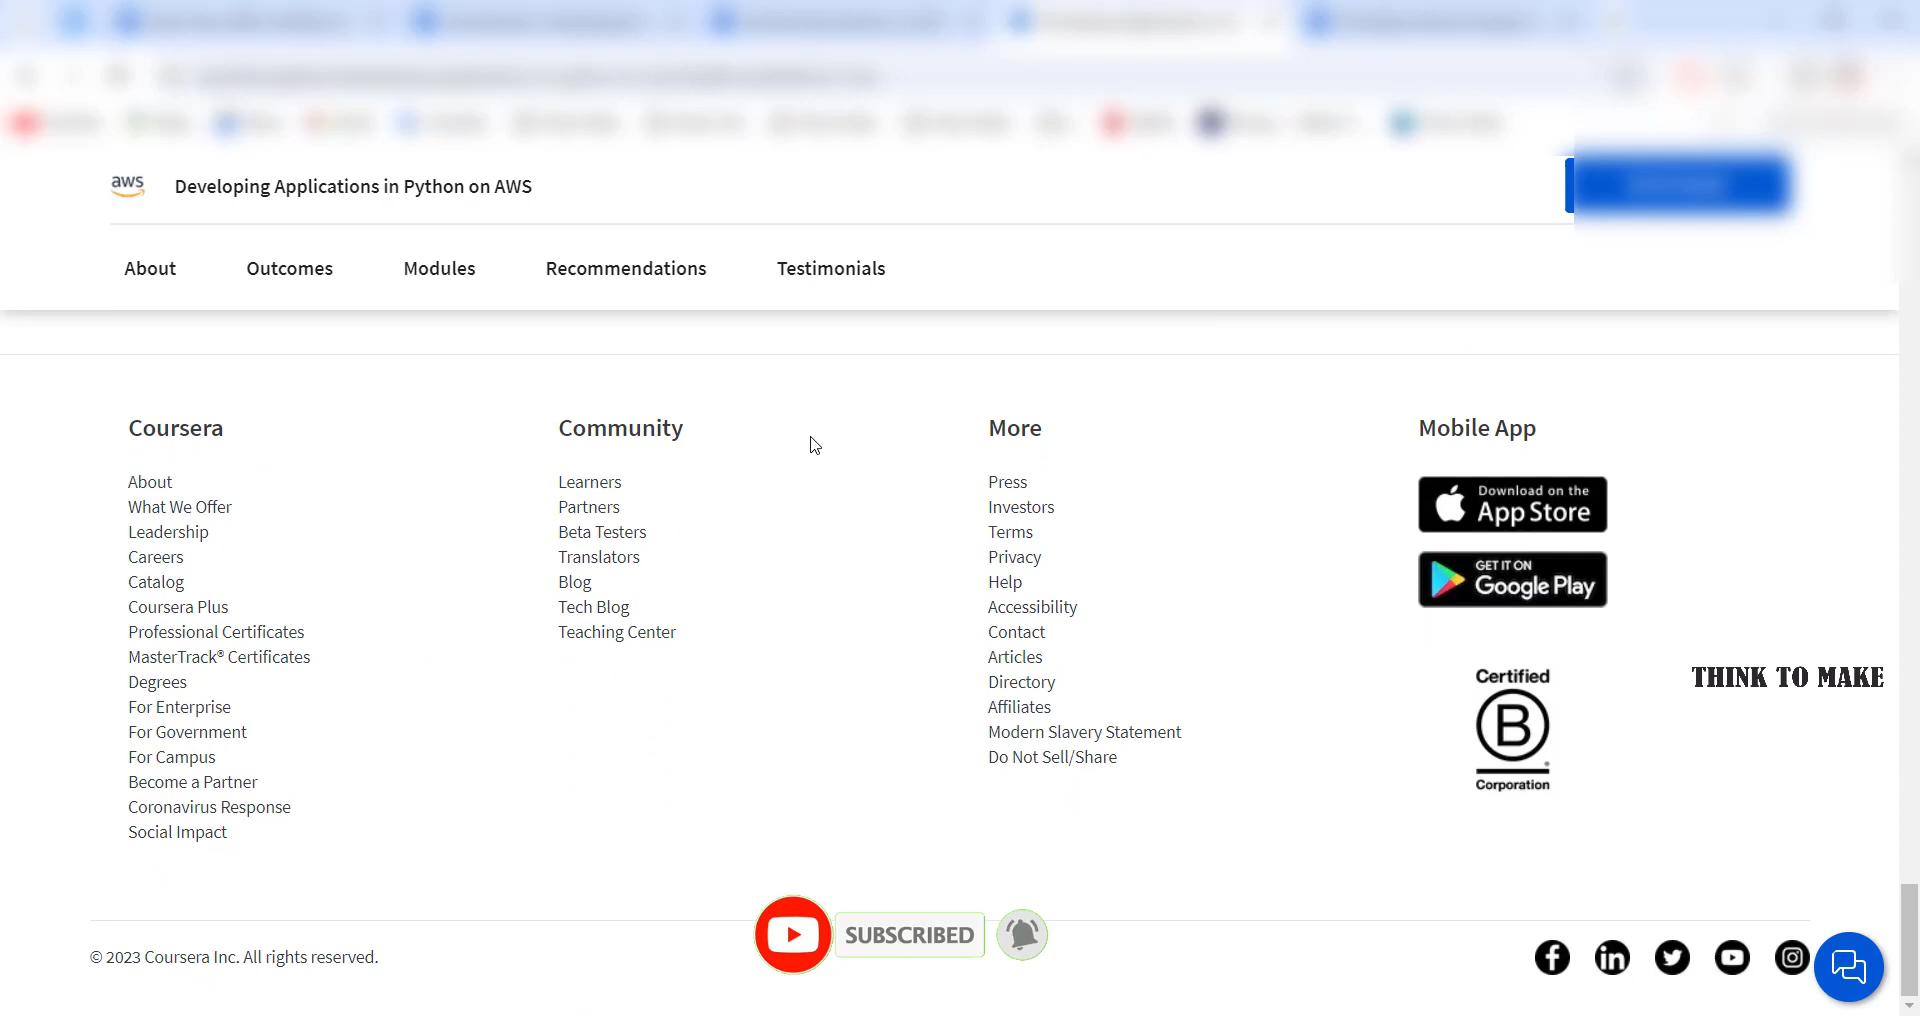 aws
Developing Applications in Python on AWS
About
Outcomes
Modules
Recommendations
Testimonials
Coursera
About
What We Offer
Leadership
Careers
Catalog
Coursera Plus
Professional Certificates
MasterTrack® Certificates
Degrees
For Enterprise
For Government
For Campus
Become a Partner
Coronavirus Response
Social Impact
Community
Learners
Partners
Beta Testers
Translators
Blog
Tech Blog
Teaching Center
More
Press
Investors
Terms
Privacy
Help
Accessibility
Contact
Articles
Directory
Affiliates
Modern Slavery Statement
Do Not Sell/Share
Mobile App
Download on the
App Store
GET IT ON
Google Play
Certified
B
Corporation
THINK TO MAKE
SUBSCRIBED
© 2023 Coursera Inc. All rights reserved.